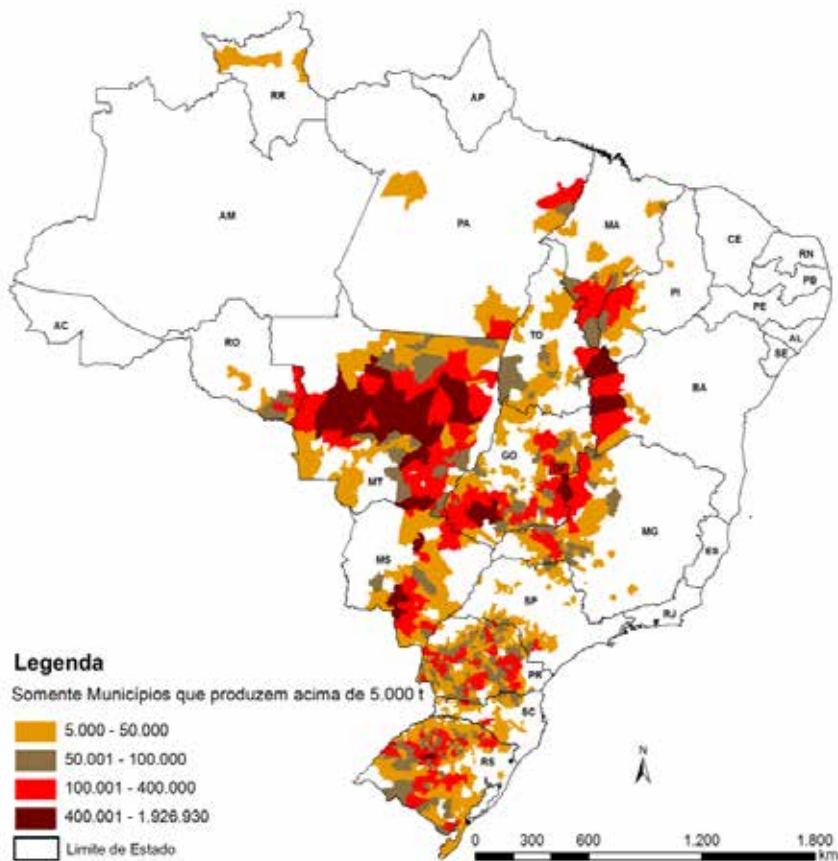 RR
AP
AM
PA
MA
CE
RN
PB
PE
AL
SE
PI
AC
RO
TO
BA
MT
GO
DF
MG
ES
MS
SP
RJ
PR
SC
RS
Legenda
Somente Municípios que produzem acima de 5.000 t
5.000 - 50.000
50.001 - 100.000
100.001 - 400.000
400.001 - 1.926.930
Limite de Estado
N
0 300 600 1.200 1.800
km